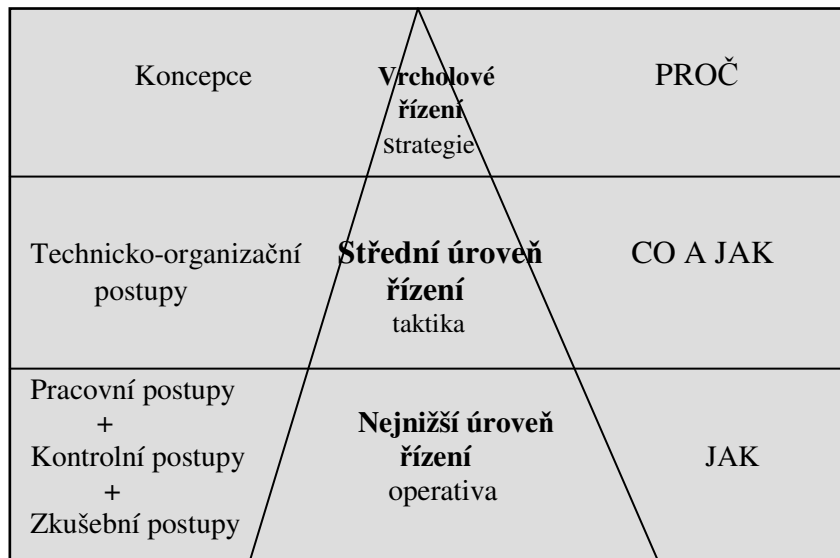 Koncepce
Vrcholové
řízení
Strategie
PROČ
Technicko-organizační
postupy
Střední úroveň
řízení
taktika
CO A JAK
Pracovní postupy
+
Kontrolní postupy
+
Zkušební postupy
Nejnižší úroveň
řízení
operativa
JAK